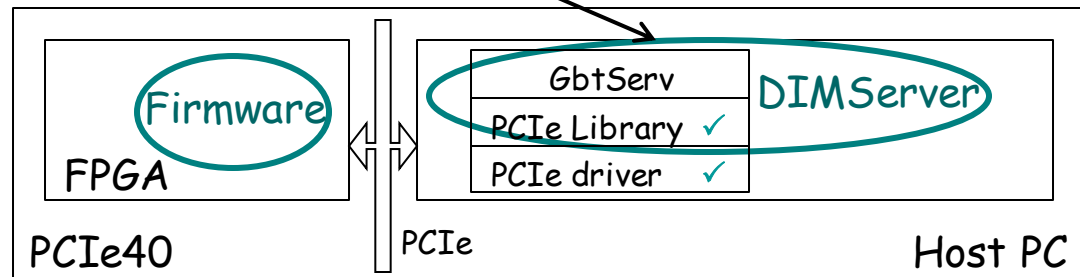 Firmware
FPGA
PCIe40
PCIe
GbtServ
DIMServer
PCIe Library ✓
PCIe driver ✓
Host PC